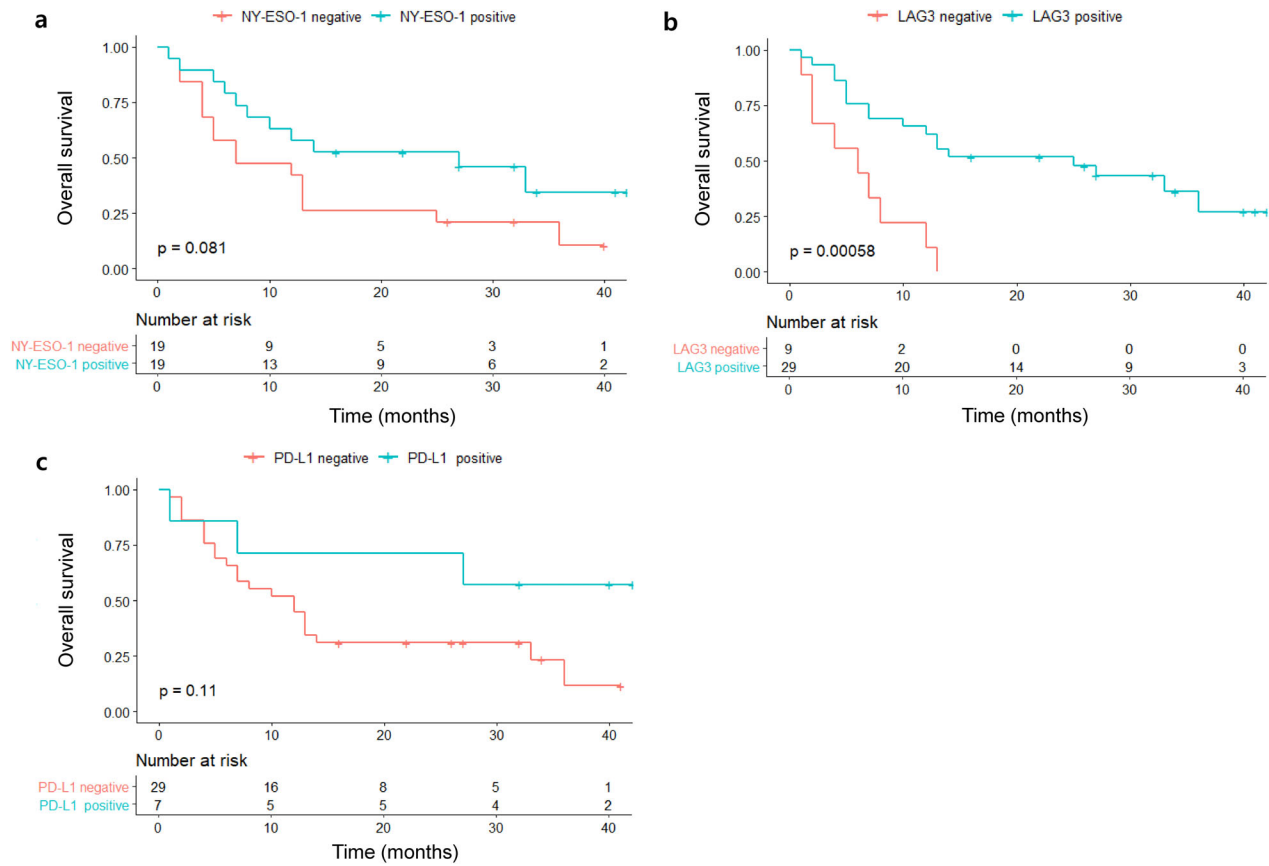 a
NY-ESO-1 negative NY-ESO-1 positive
1.00
0.75
0.50
0.25
0.00
Overall survival
p = 0.081
0 10 20 30 40
Number at risk
NY-ESO-1 negative 19 9 5 3 1
NY-ESO-1 positive 19 13 9 6 2
0 10 20 30 40
Time (months)
b
LAG3 negative LAG3 positive
1.00
0.75
0.50
0.25
0.00
Overall survival
p = 0.00058
0 10 20 30 40
Number at risk
LAG3 negative 9 2 0 0 0
LAG3 positive 29 20 14 9 3
0 10 20 30 40
Time (months)
c
PD-L1 negative PD-L1 positive
1.00
0.75
0.50
0.25
0.00
Overall survival
p = 0.11
0 10 20 30 40
Number at risk
PD-L1 negative 29 16 8 5 1
PD-L1 positive 7 5 5 4 2
0 10 20 30 40
Time (months)